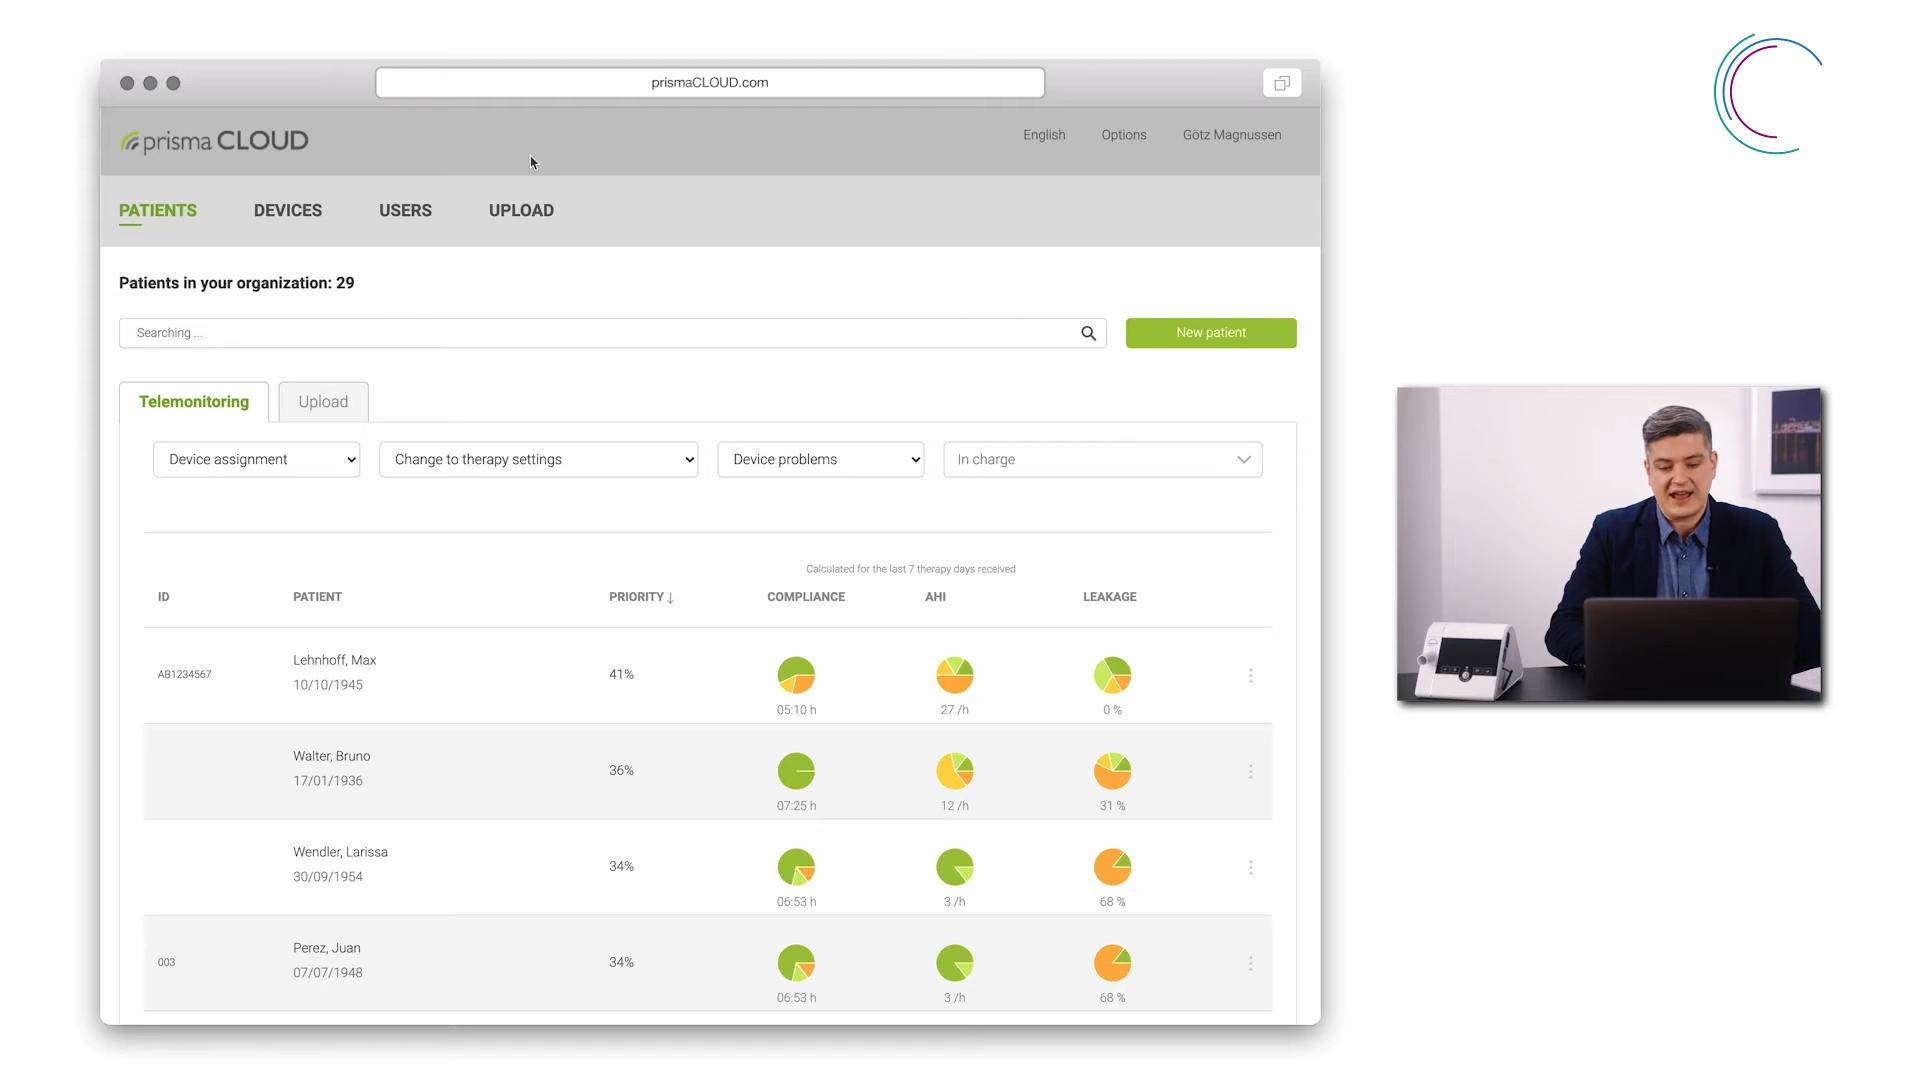 prismaCLOUD.com
prisma CLOUD
English Options Götz Magnussen
PATIENTS DEVICES USERS UPLOAD
Patients in your organization: 29
Searching ...
New patient
Telemonitoring Upload
Device assignment Change to therapy settings Device problems In charge
Calculated for the last 7 therapy days received
ID PATIENT PRIORITY↓ COMPLIANCE AHI LEAKAGE
Lehnhoff, Max
AB1234567 41%
10/10/1945
05:10 h 27 /h 0 %
Walter, Bruno
36%
17/01/1936
07:25 h 12 /h 31 %
Wendler, Larissa
34%
30/09/1954
06:53 h 3 /h 68 %
Perez, Juan
003 34%
07/07/1948
06:53 h 3 /h 68 %